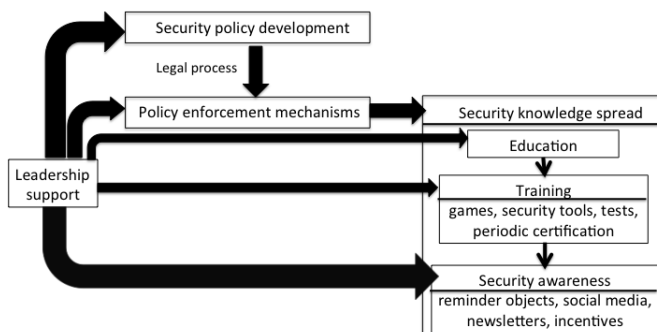 Security policy development
Legal process
Policy enforcement mechanisms
Security knowledge spread
Education
Leadership
support
Training
games, security tools, tests,
periodic certification
Security awareness
reminder objects, social media,
newsletters, incentives